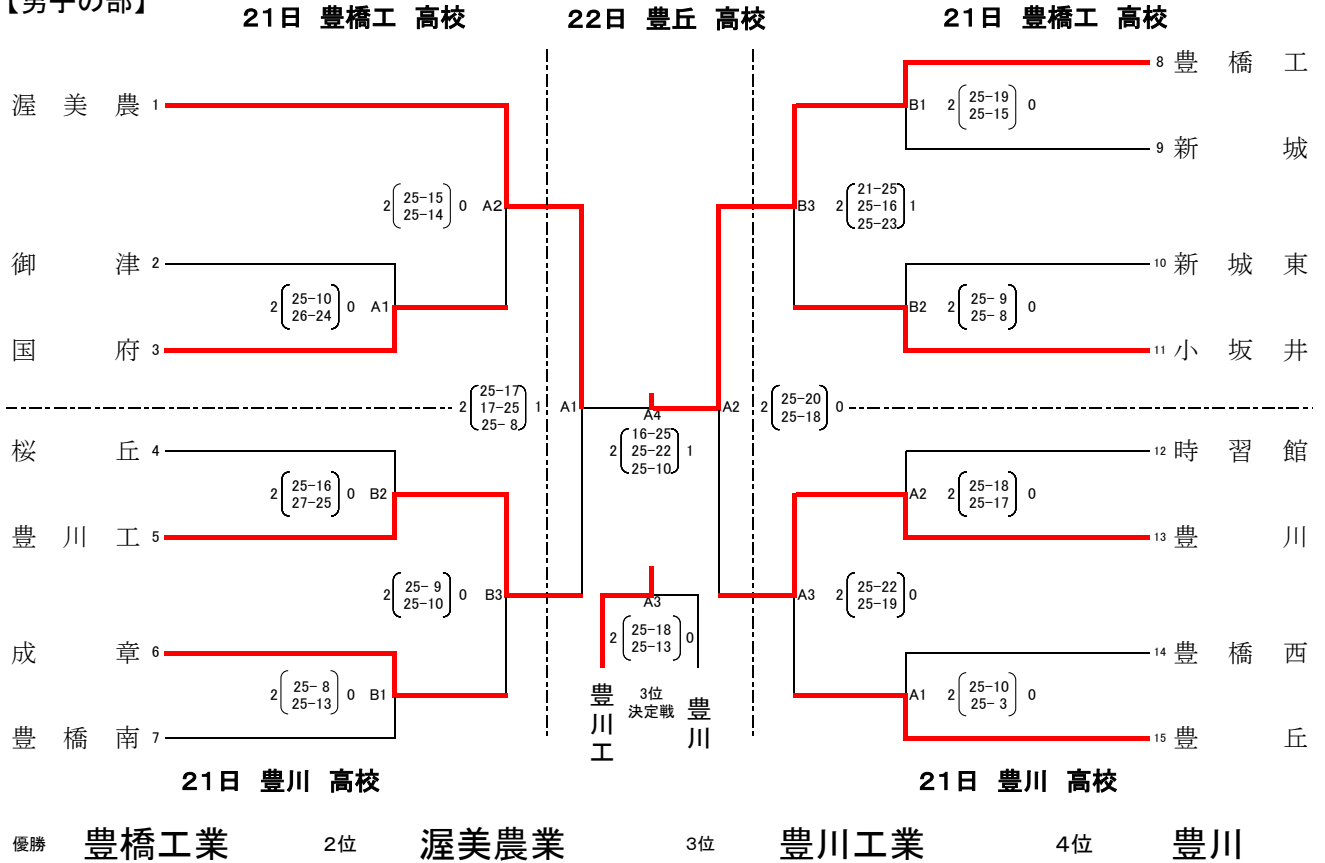 【男子の部】
21日 豊橋工 高校
22日 豊丘 高校
21日 豊橋工 高校
渥美農 1
8 豊橋工
B1 2 25-19 0
25-15
9 新城
2 25-15 0 A2
25-14
B3 2 21-25 1
25-16
25-23
御津 2
10 新城東
2 25-10 0 A1
26-24
B2 2 25- 9 0
25- 8
国府 3
11 小坂井
2 25-17 1 A1
17-25
25- 8
A4
2 16-25 1
25-22
25-10
A2 2 25-20 0
25-18
桜丘 4
12 時習館
2 25-16 0 B2
27-25
A2 2 25-18 0
25-17
豊川工 5
13 豊川
2 25- 9 0 B3
25-10
A3
2 25-18 0
25-13
A3 2 25-22 0
25-19
成章 6
14 豊橋西
2 25- 8 0 B1
25-13
豊川工
3位
決定戦
豊川
A1 2 25-10 0
25- 3
豊橋南 7
15 豊丘
21日 豊川 高校
21日 豊川 高校
優勝 豊橋工業 2位 渥美農業 3位 豊川工業 4位 豊川